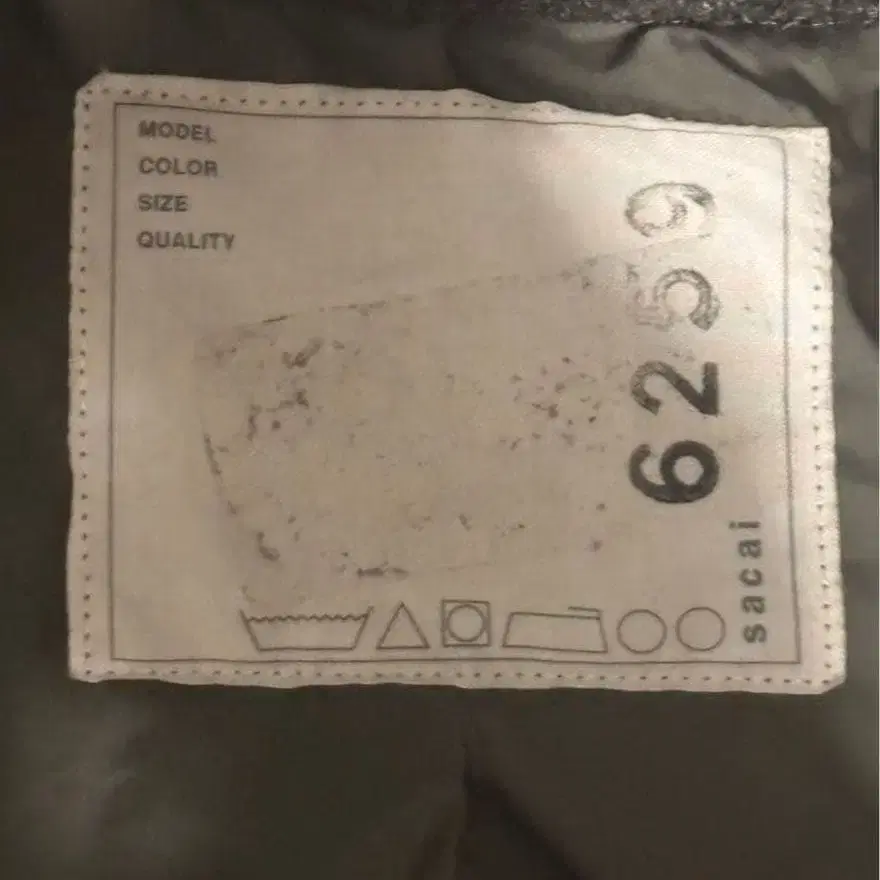 MODEL
COLOR
SIZE
QUALITY
6259
sacai